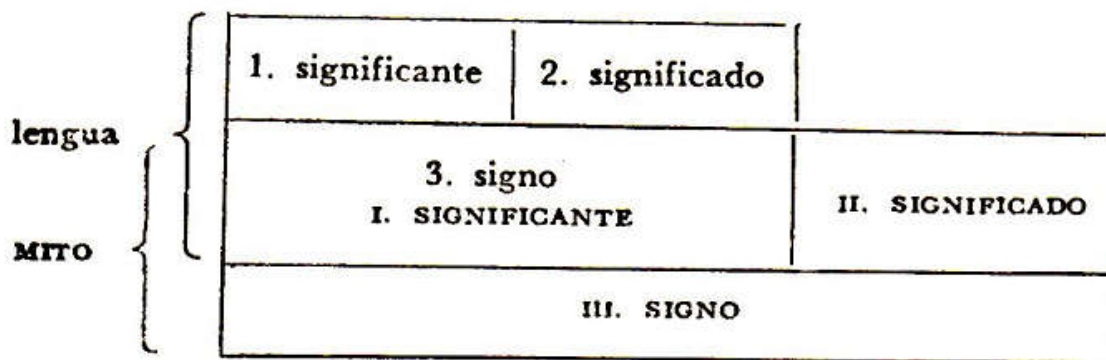 1. significante 2. significado
lengua
3. signo
I. SIGNIFICANTE
II. SIGNIFICADO
MITO
III. SIGNO